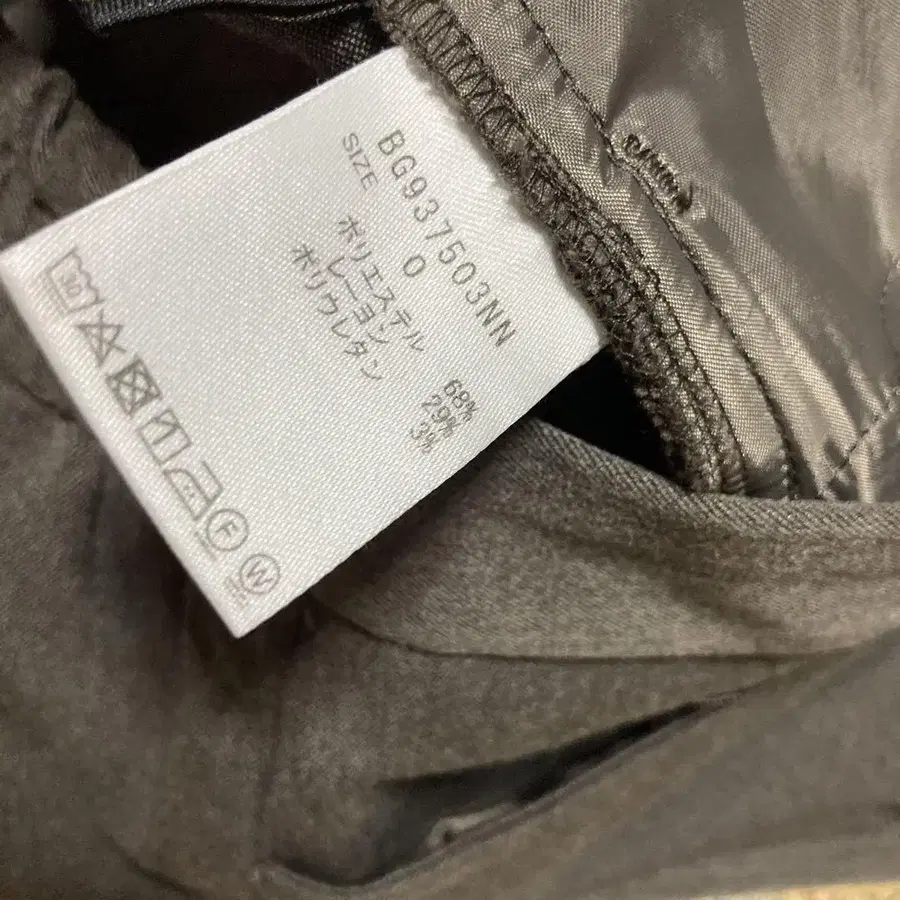 BG937503NN
SIZE 0
ポリエステル 68%
レーヨン 29%
ポリウレタン 3%
30
F
W